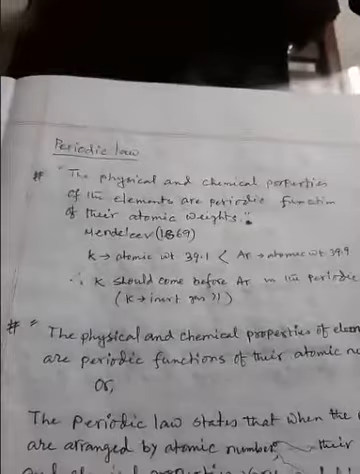 Periodic law
# "The physical and chemical properties
of the elements are periodic function
of their atomic weights."
Mendeleev (1869)
K → atomic wt 39.1 < Ar → atomic wt 39.9
∴ K should come before Ar in the periodic
(K → inert gas ?!)
# "The physical and chemical properties of elem
are periodic functions of their atomic nu
Or,
The Periodic law states that when the
are arranged by atomic number, their